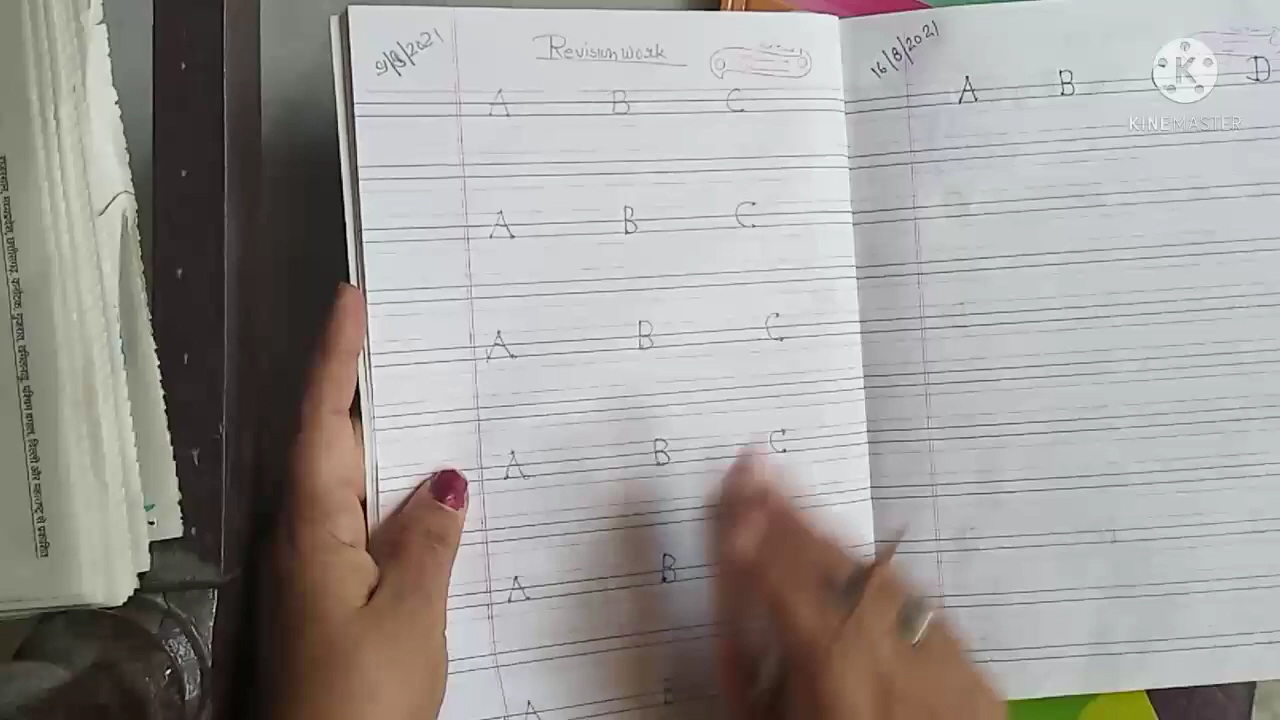 9/8/2021
Revision work
A B C
A B C
A B C
A B C
A B
A
16/8/2021
A B C D
KINEMASTER